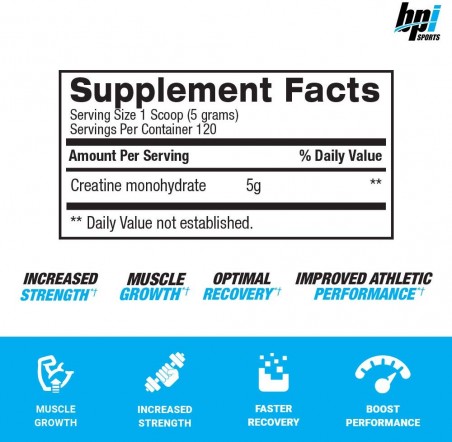 bpi
SPORTS
Supplement Facts
Serving Size 1 Scoop (5 grams)
Servings Per Container 120
Amount Per Serving % Daily Value
Creatine monohydrate 5g **
** Daily Value not established.
INCREASED
STRENGTH*†
MUSCLE
GROWTH*†
OPTIMAL
RECOVERY*†
IMPROVED ATHLETIC
PERFORMANCE*†
MUSCLE
GROWTH
INCREASED
STRENGTH
FASTER
RECOVERY
BOOST
PERFORMANCE